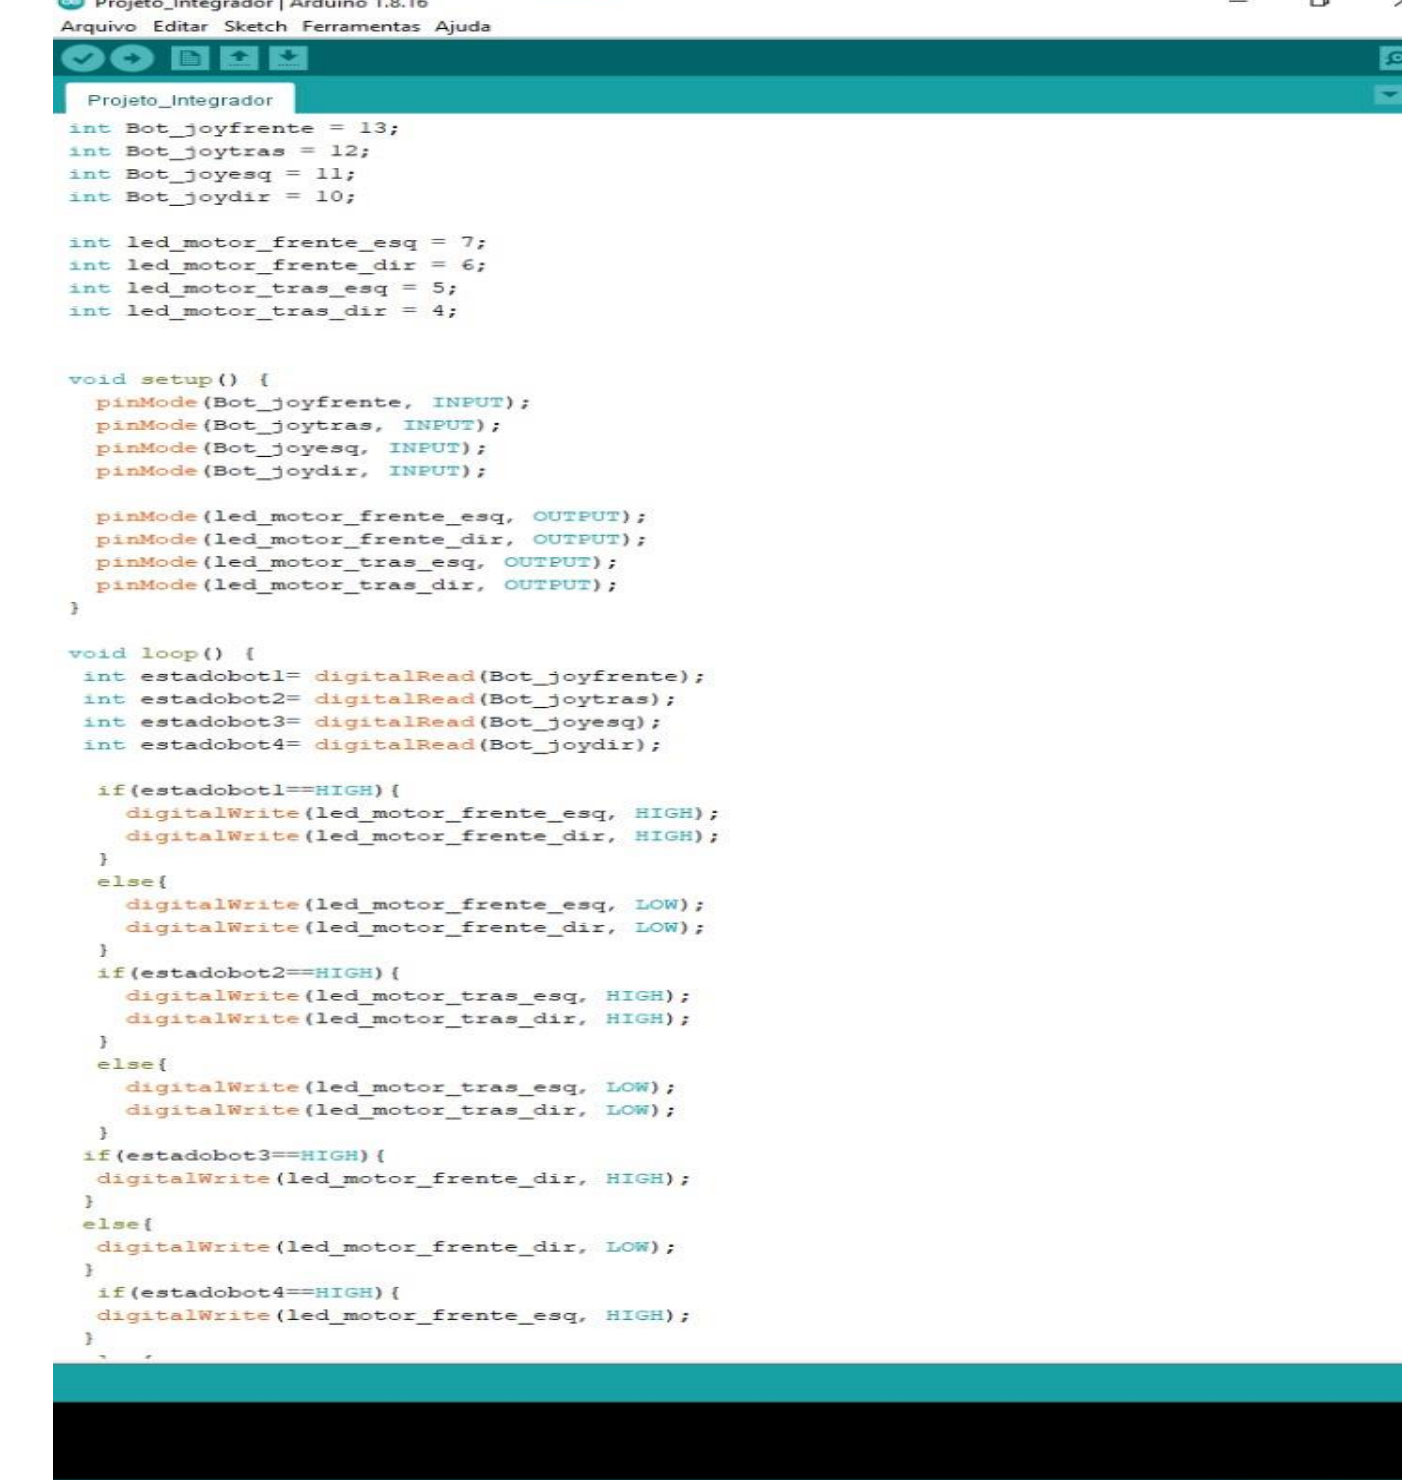 Projeto_Integrador | Arduino 1.8.16
Arquivo Editar Sketch Ferramentas Ajuda
Projeto_Integrador
int Bot_joyfrente = 13;
int Bot_joytras = 12;
int Bot_joyesq = 11;
int Bot_joydir = 10;
int led_motor_frente_esq = 7;
int led_motor_frente_dir = 6;
int led_motor_tras_esq = 5;
int led_motor_tras_dir = 4;
void setup() {
pinMode(Bot_joyfrente, INPUT);
pinMode(Bot_joytras, INPUT);
pinMode(Bot_joyesq, INPUT);
pinMode(Bot_joydir, INPUT);
pinMode(led_motor_frente_esq, OUTPUT);
pinMode(led_motor_frente_dir, OUTPUT);
pinMode(led_motor_tras_esq, OUTPUT);
pinMode(led_motor_tras_dir, OUTPUT);
}
void loop() {
int estadobot1= digitalRead(Bot_joyfrente);
int estadobot2= digitalRead(Bot_joytras);
int estadobot3= digitalRead(Bot_joyesq);
int estadobot4= digitalRead(Bot_joydir);
if(estadobot1==HIGH){
digitalWrite(led_motor_frente_esq, HIGH);
digitalWrite(led_motor_frente_dir, HIGH);
}
else{
digitalWrite(led_motor_frente_esq, LOW);
digitalWrite(led_motor_frente_dir, LOW);
}
if(estadobot2==HIGH){
digitalWrite(led_motor_tras_esq, HIGH);
digitalWrite(led_motor_tras_dir, HIGH);
}
else{
digitalWrite(led_motor_tras_esq, LOW);
digitalWrite(led_motor_tras_dir, LOW);
}
if(estadobot3==HIGH){
digitalWrite(led_motor_frente_dir, HIGH);
}
else{
digitalWrite(led_motor_frente_dir, LOW);
}
if(estadobot4==HIGH){
digitalWrite(led_motor_frente_esq, HIGH);
}